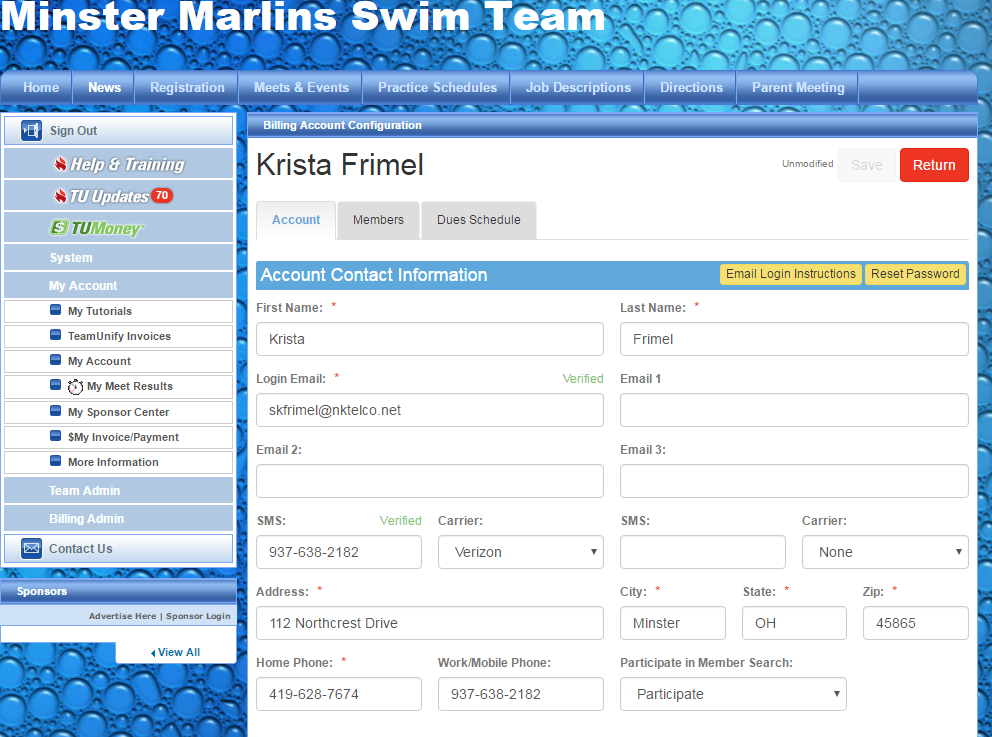 Minster Marlins Swim Team
Home News Registration Meets & Events Practice Schedules Job Descriptions Directions Parent Meeting
Sign Out
Help & Training
TU Updates 70
TUMoney
System
My Account
My Tutorials
TeamUnify Invoices
My Account
My Meet Results
My Sponsor Center
$My Invoice/Payment
More Information
Team Admin
Billing Admin
Contact Us
Sponsors
Advertise Here | Sponsor Login
View All
Billing Account Configuration
Krista Frimel
Unmodified Save Return
Account Members Dues Schedule
Account Contact Information Email Login Instructions Reset Password
First Name: * Last Name: *
Krista Frimel
Login Email: * Verified Email 1
skfrimel@nktelco.net
Email 2: Email 3:
SMS: Verified Carrier: SMS: Carrier:
937-638-2182 Verizon None
Address: * City: * State: * Zip: *
112 Northcrest Drive Minster OH 45865
Home Phone: * Work/Mobile Phone: Participate in Member Search:
419-628-7674 937-638-2182 Participate